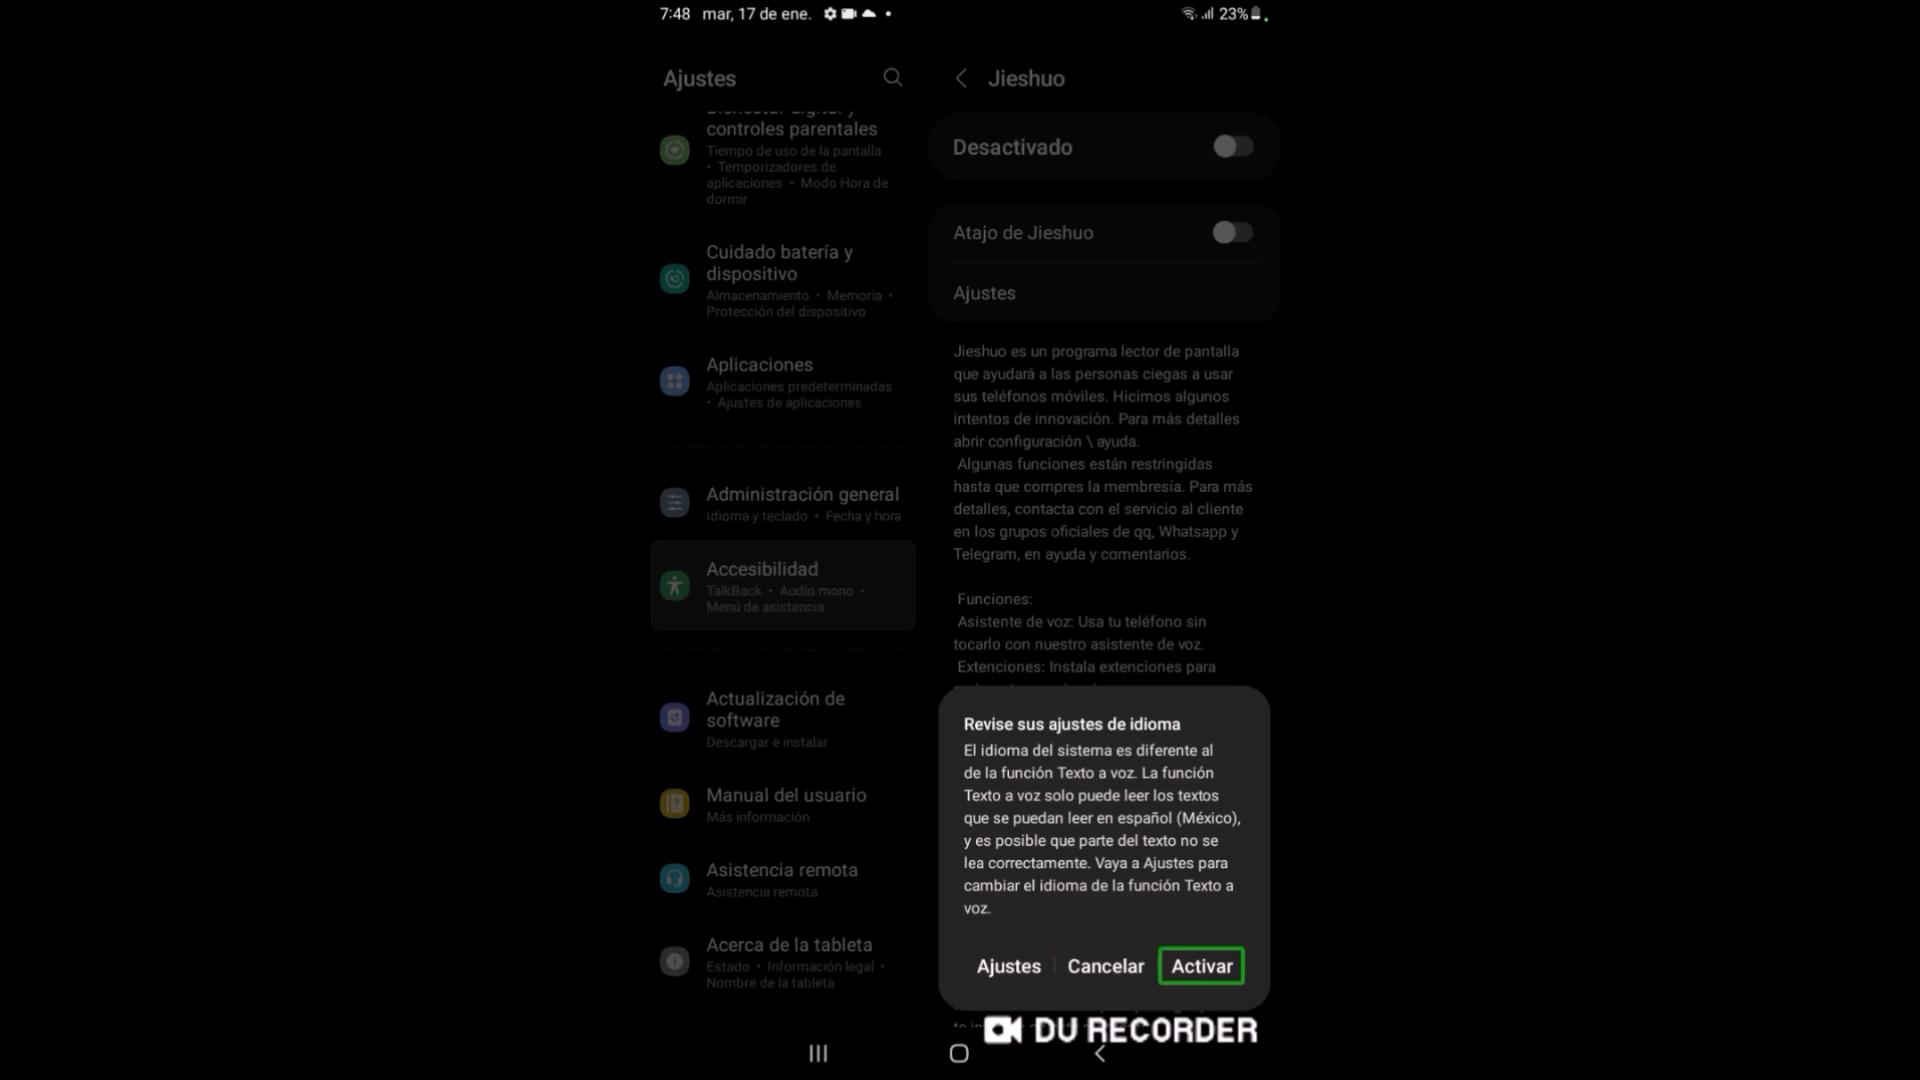 7:48 mar, 17 de ene.
23%
Ajustes
controles parentales
Tiempo de uso de la pantalla
• Temporizadores de
aplicaciones • Modo Hora de
dormir
Cuidado batería y
dispositivo
Almacenamiento • Memoria •
Protección del dispositivo
Aplicaciones
Aplicaciones predeterminadas
• Ajustes de aplicaciones
Administración general
Idioma y teclado • Fecha y hora
Accesibilidad
TalkBack • Audio mono •
Menú de asistencia
Actualización de
software
Descargar e instalar
Manual del usuario
Más información
Asistencia remota
Asistencia remota
Acerca de la tableta
Estado • Información legal •
Nombre de la tableta
Jieshuo
Desactivado
Atajo de Jieshuo
Ajustes
Jieshuo es un programa lector de pantalla
que ayudará a las personas ciegas a usar
sus teléfonos móviles. Hicimos algunos
intentos de innovación. Para más detalles
abrir configuración \ ayuda.
Algunas funciones están restringidas
hasta que compres la membresía. Para más
detalles, contacta con el servicio al cliente
en los grupos oficiales de qq, Whatsapp y
Telegram, en ayuda y comentarios.
Funciones:
Asistente de voz: Usa tu teléfono sin
tocarlo con nuestro asistente de voz.
Extenciones: Instala extenciones para
Revise sus ajustes de idioma
El idioma del sistema es diferente al
de la función Texto a voz. La función
Texto a voz solo puede leer los textos
que se puedan leer en español (México),
y es posible que parte del texto no se
lea correctamente. Vaya a Ajustes para
cambiar el idioma de la función Texto a
voz.
Ajustes Cancelar Activar
DU RECORDER